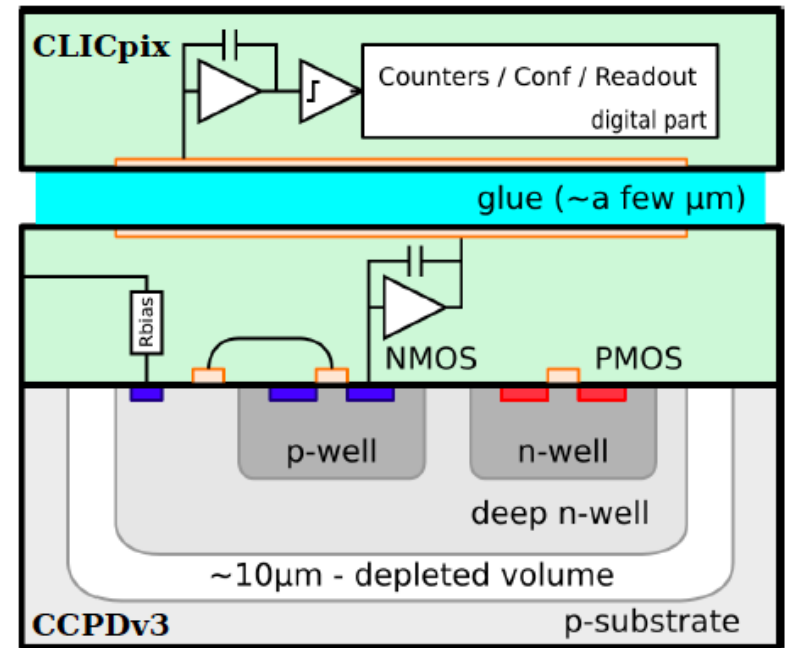 CLICpix
Counters / Conf / Readout
digital part
glue (~a few µm)
Rbias
NMOS
PMOS
p-well
n-well
deep n-well
~10µm - depleted volume
CCPDv3
p-substrate